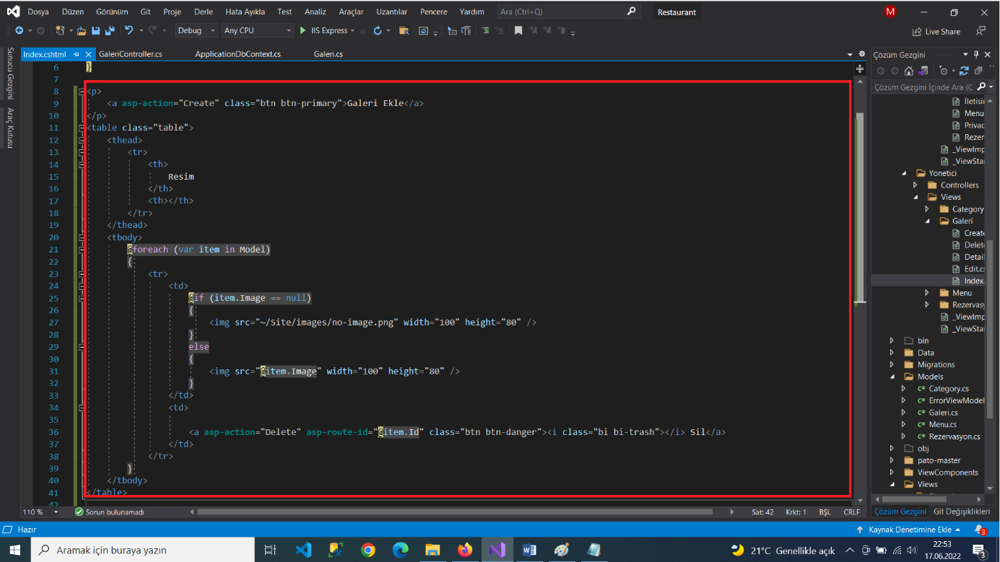 Dosya Düzen Görünüm Git Proje Derle Hata Ayıkla Test Analiz Araçlar Uzantılar Pencere Yardım Ara (Ctrl+Q) Restaurant M
Debug Any CPU IIS Express Live Share
Sunucu Gezgini
Araç Kutusu
Index.cshtml GaleriController.cs ApplicationDbContext.cs Galeri.cs
6 }
7
8 <p>
9 <a asp-action="Create" class="btn btn-primary">Galeri Ekle</a>
10 </p>
11 <table class="table">
12 <thead>
13 <tr>
14 <th>
15 Resim
16 </th>
17 <th></th>
18 </tr>
19 </thead>
20 <tbody>
21 @foreach (var item in Model)
22 {
23 <tr>
24 <td>
25 @if (item.Image == null)
26 {
27 <img src="~/Site/images/no-image.png" width="100" height="80" />
28 }
29 else
30 {
31 <img src="@item.Image" width="100" height="80" />
32 }
33 </td>
34 <td>
35
36 <a asp-action="Delete" asp-route-id="@item.Id" class="btn btn-danger"><i class="bi bi-trash"></i> Sil</a>
37 </td>
38 </tr>
39 }
40 </tbody>
41 </table>
42
Çözüm Gezgini
Çözüm Gezgini İçinde Ara (C
İletisi
Menu
Privac
Rezer
_ViewImp
_ViewStar
Yonetici
Controllers
Views
Category
Galeri
Create
Delet
Detai
Edit.cs
Index.
Menu
Rezervasy
_ViewImp
_ViewStar
bin
Data
Migrations
Models
Category.cs
ErrorViewModel
Galeri.cs
Menu.cs
Rezervasyon.cs
obj
pato-master
ViewComponents
Views
110 % Sorun bulunamadı Sat: 42 Krkt: 1 BŞL CRLF
Çözüm Gezgini Git Değişiklikleri
Hazır Kaynak Denetimine Ekle 3
Aramak için buraya yazın 21°C Genellikle açık 22:53
17.06.2022 3